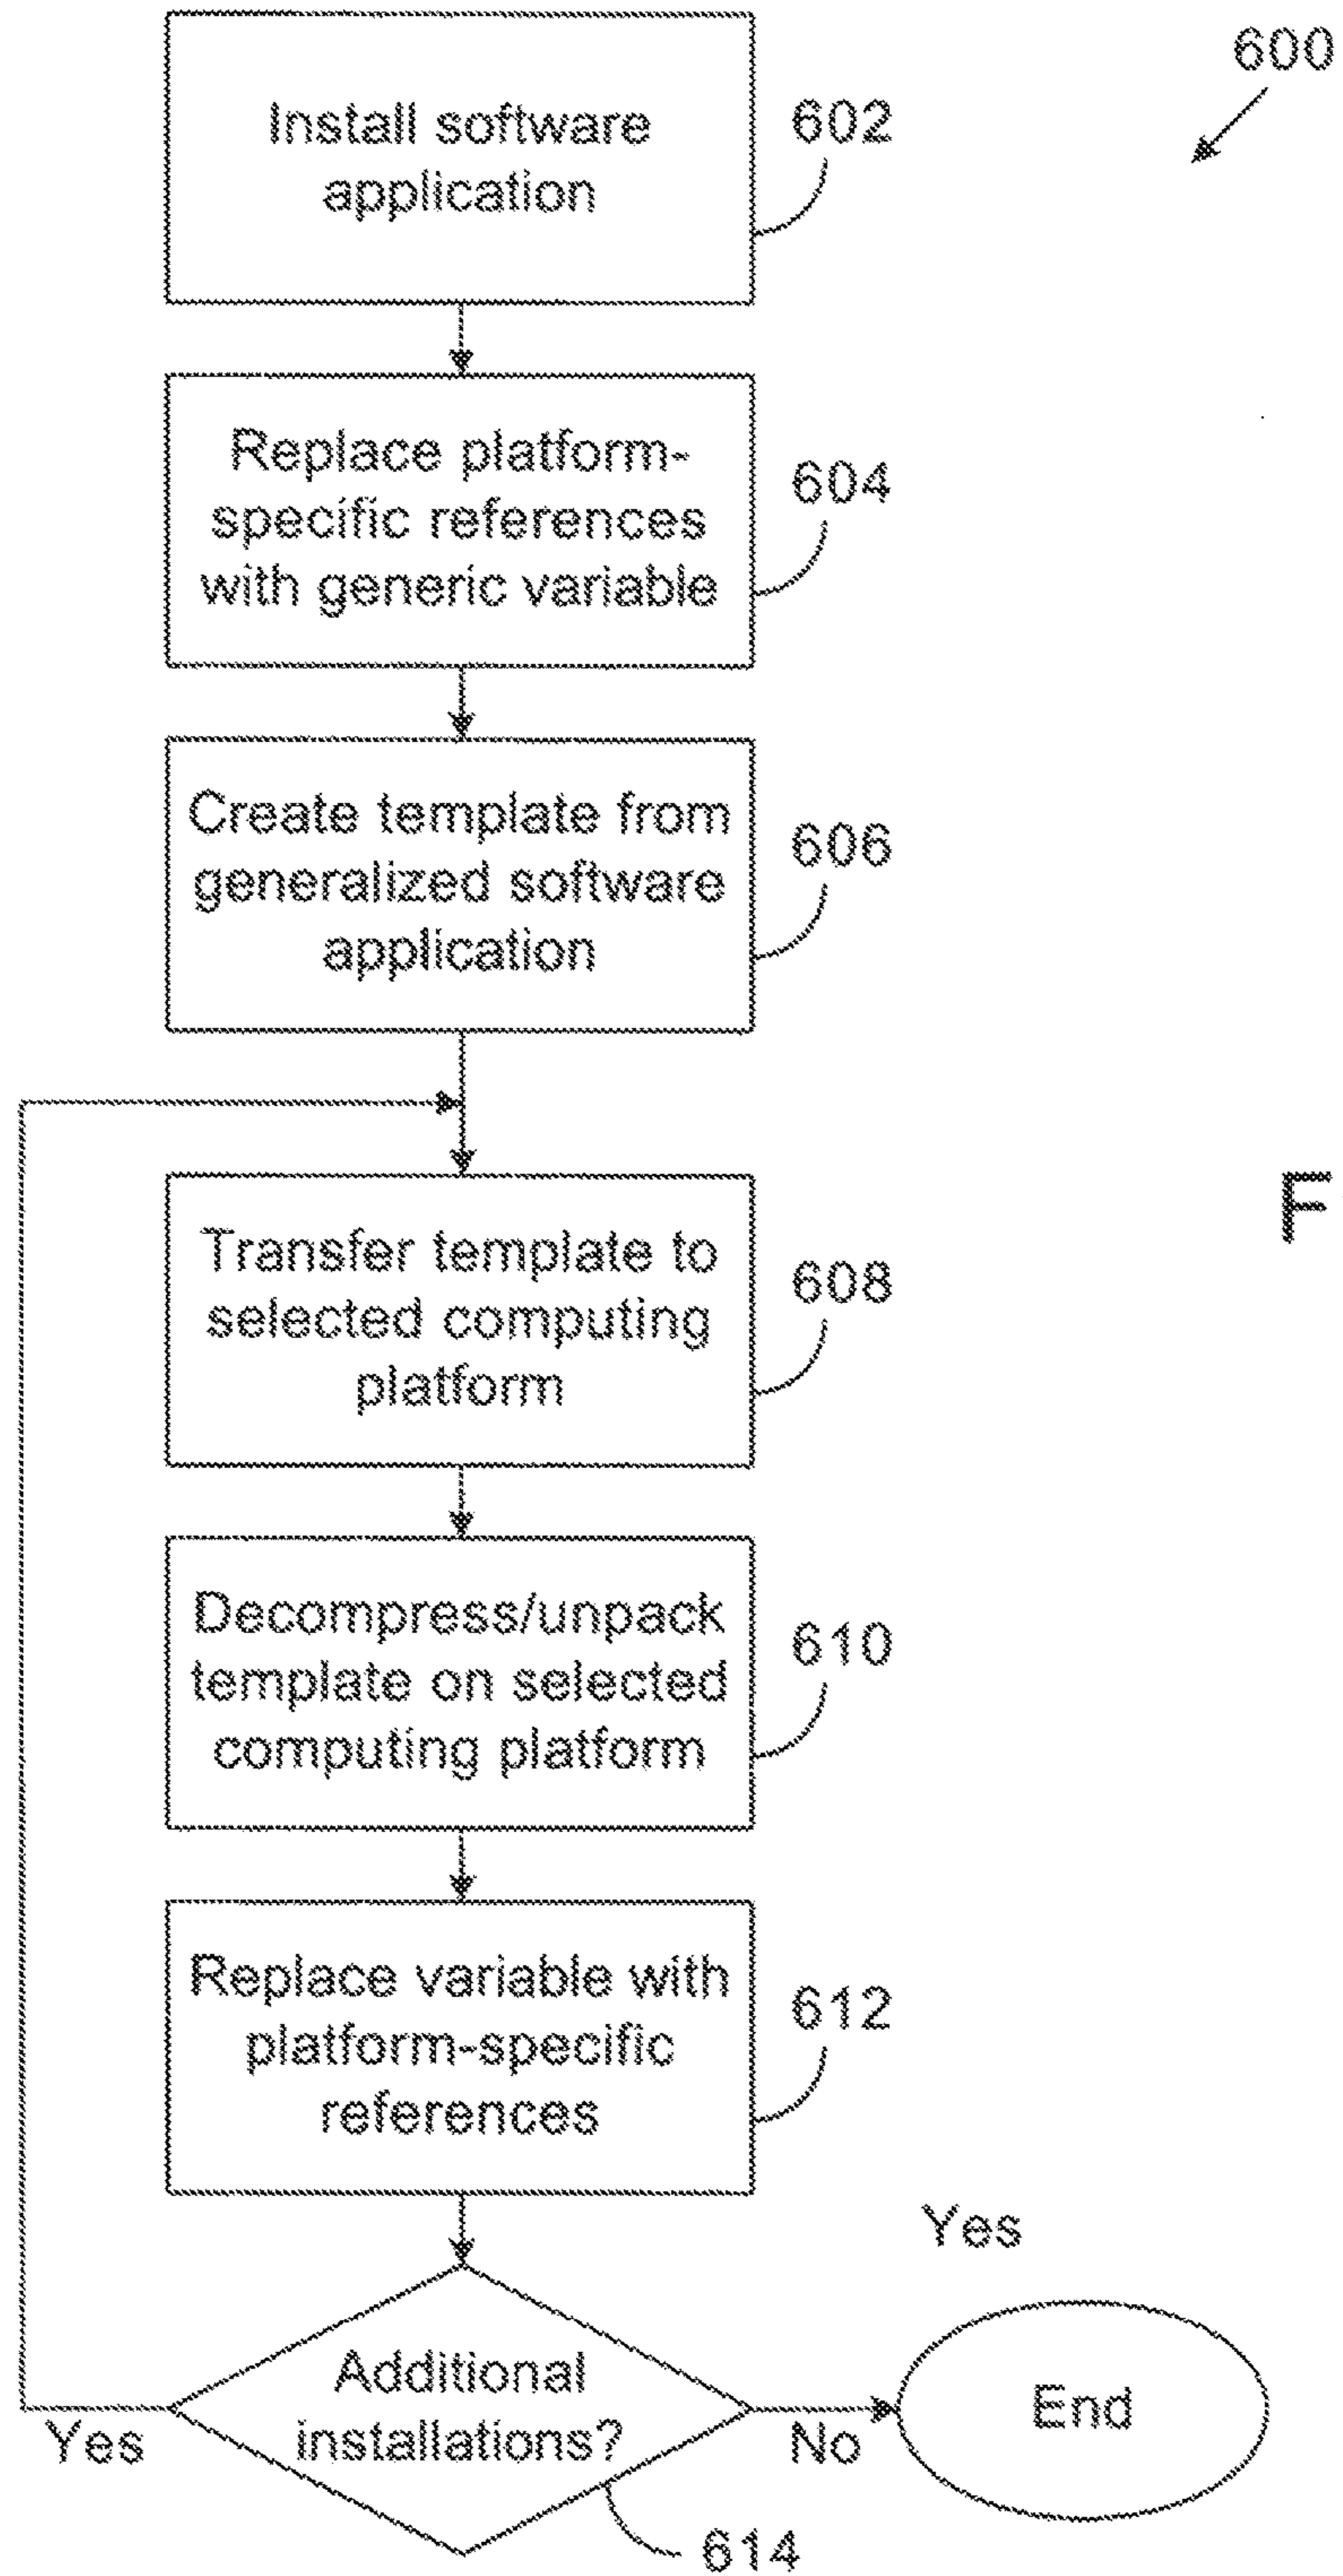 600
Install software
application
602
Replace platform-
specific references
with generic variable
604
Create template from
generalized software
application
606
Transfer template to
selected computing
platform
608
F
Decompress/unpack
template on selected
computing platform
610
Replace variable with
platform-specific
references
612
Yes
Additional
installations?
Yes
No
End
614